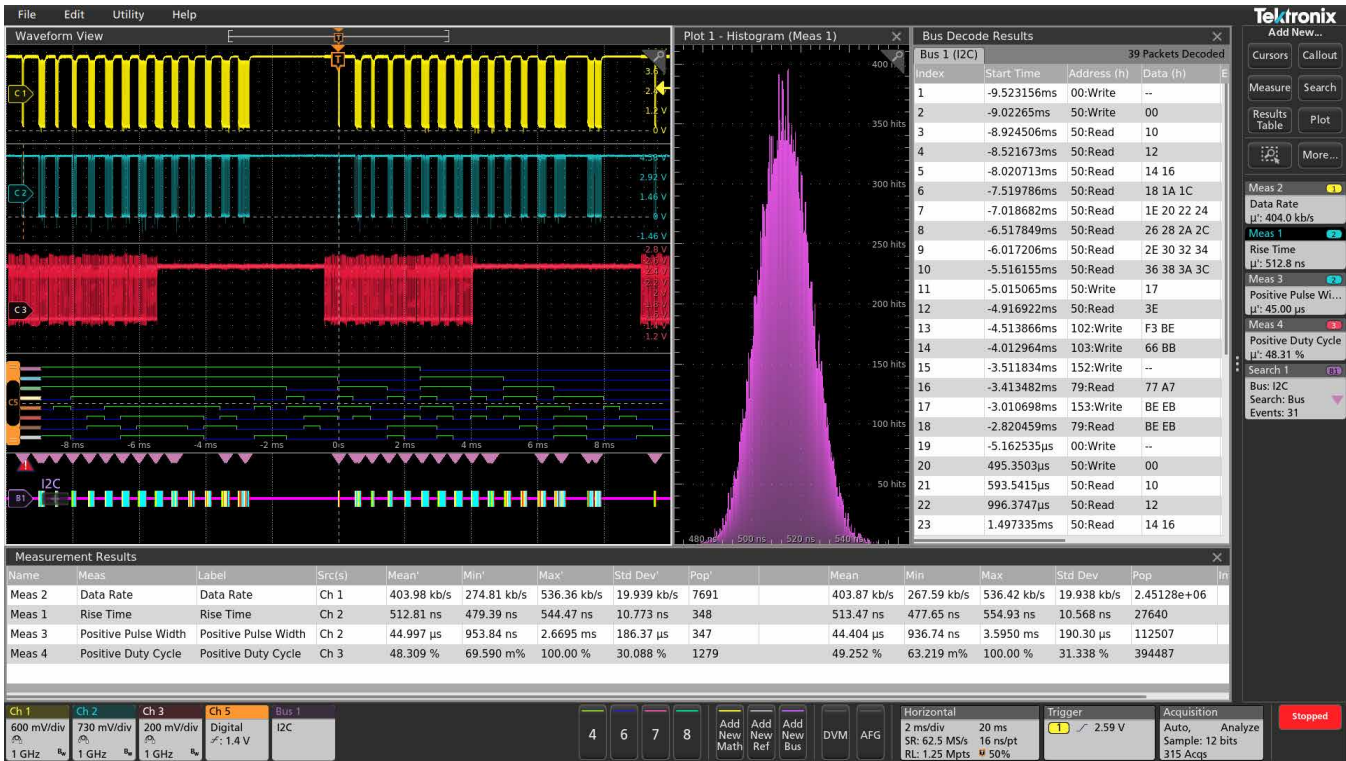 File Edit Utility Help
Tektronix
Waveform View
Plot 1 - Histogram (Meas 1)
Bus Decode Results
Add New...
Bus 1 (I2C) 39 Packets Decoded
Cursors Callout
Measure Search
Results Table Plot
More...
Index Start Time Address (h) Data (h) E
1 -9.523156ms 00:Write --
2 -9.02265ms 50:Write 00
3 -8.924506ms 50:Read 10
4 -8.521673ms 50:Read 12
5 -8.020713ms 50:Read 14 16
6 -7.519786ms 50:Read 18 1A 1C
7 -7.018682ms 50:Read 1E 20 22 24
8 -6.517849ms 50:Read 26 28 2A 2C
9 -6.017206ms 50:Read 2E 30 32 34
10 -5.516155ms 50:Read 36 38 3A 3C
11 -5.015065ms 50:Write 17
12 -4.916922ms 50:Read 3E
13 -4.513866ms 102:Write F3 BE
14 -4.012964ms 103:Write 66 BB
15 -3.511834ms 152:Write --
16 -3.413482ms 79:Read 77 A7
17 -3.010698ms 153:Write BE EB
18 -2.820459ms 79:Read BE EB
19 -5.162535µs 00:Write --
20 495.3503µs 50:Write 00
21 593.5415µs 50:Read 10
22 996.3747µs 50:Read 12
23 1.497335ms 50:Read 14 16
C1
1.2 V
0 V
C2
2.92 V
1.46 V
0 V
-1.46 V
C3
2.8 V
1.2 V
-8 ms -6 ms -4 ms -2 ms 0 s 2 ms 4 ms 6 ms 8 ms
B1 I2C
350 hits
300 hits
250 hits
200 hits
150 hits
100 hits
50 hits
480 ns 500 ns 520 ns 540 ns
Meas 2 1
Data Rate
µ': 404.0 kb/s
Meas 1 2
Rise Time
µ': 512.8 ns
Meas 3 2
Positive Pulse Wi...
µ': 45.00 µs
Meas 4 3
Positive Duty Cycle
µ': 48.31 %
Search 1 B1
Bus: I2C
Search: Bus
Events: 31
Measurement Results
Name Meas Label Src(s) Mean' Min' Max' Std Dev' Pop' Mean Min Max Std Dev Pop In
Meas 2 Data Rate Data Rate Ch 1 403.98 kb/s 274.81 kb/s 536.36 kb/s 19.939 kb/s 7691 403.87 kb/s 267.59 kb/s 536.42 kb/s 19.938 kb/s 2.45128e+06
Meas 1 Rise Time Rise Time Ch 2 512.81 ns 479.39 ns 544.47 ns 10.773 ns 348 513.47 ns 477.65 ns 554.93 ns 10.568 ns 27640
Meas 3 Positive Pulse Width Positive Pulse Width Ch 2 44.997 µs 953.84 ns 2.6695 ms 186.37 µs 347 44.404 µs 936.74 ns 3.5950 ms 190.30 µs 112507
Meas 4 Positive Duty Cycle Positive Duty Cycle Ch 3 48.309 % 69.590 m% 100.00 % 30.088 % 1279 49.252 % 63.219 m% 100.00 % 31.338 % 394487
Ch 1 Ch 2 Ch 3 Ch 5 Bus 1
600 mV/div 730 mV/div 200 mV/div Digital I2C
1 GHz Bw 1 GHz Bw 1 GHz Bw : 1.4 V
4 6 7 8
Add New Math
Add New Ref
Add New Bus
DVM AFG
Horizontal
2 ms/div 20 ms
SR: 62.5 MS/s 16 ns/pt
RL: 1.25 Mpts 50%
Trigger
1 2.59 V
Acquisition
Auto, Analyze
Sample: 12 bits
315 Acqs
Stopped